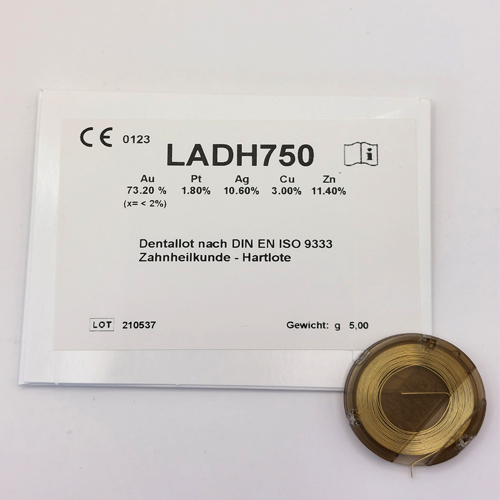 CE 0123
LADH750
Au Pt Ag Cu Zn
73.20 % 1.80% 10.60% 3.00% 11.40%
(x= < 2%)
Dentallot nach DIN EN ISO 9333
Zahnheilkunde - Hartlote
LOT 210537 Gewicht: g 5,00